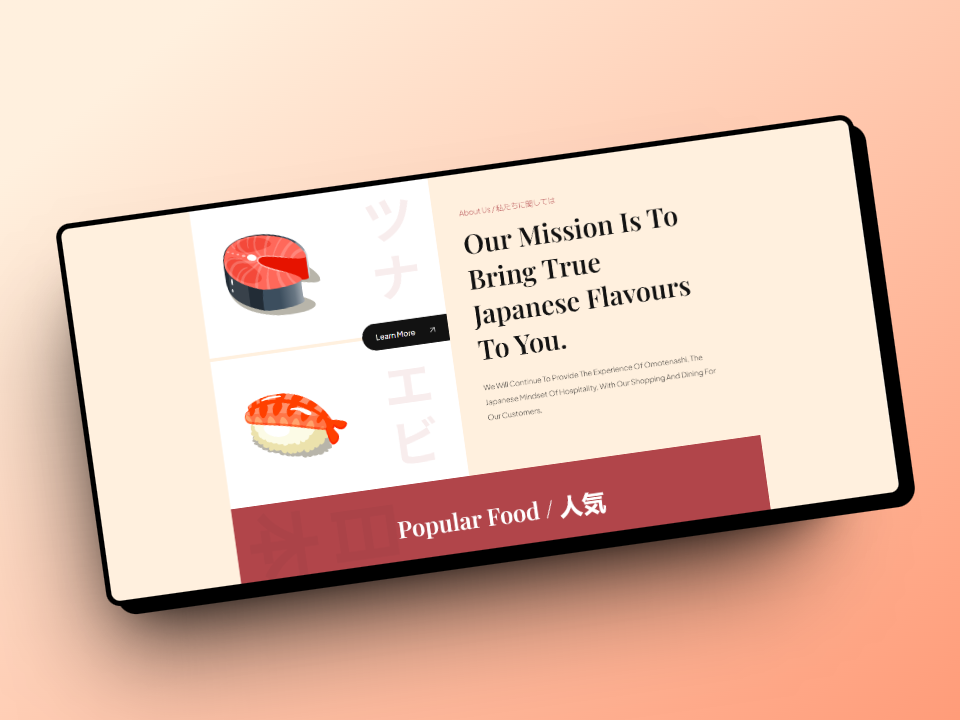 ツナ
Learn More
エビ
About Us / 私たちに関しては
Our Mission Is To
Bring True
Japanese Flavours
To You.
We Will Continue To Provide The Experience Of Omotenashi, The
Japanese Mindset Of Hospitality, With Our Shopping And Dining For
Our Customers.
Popular Food / 人気